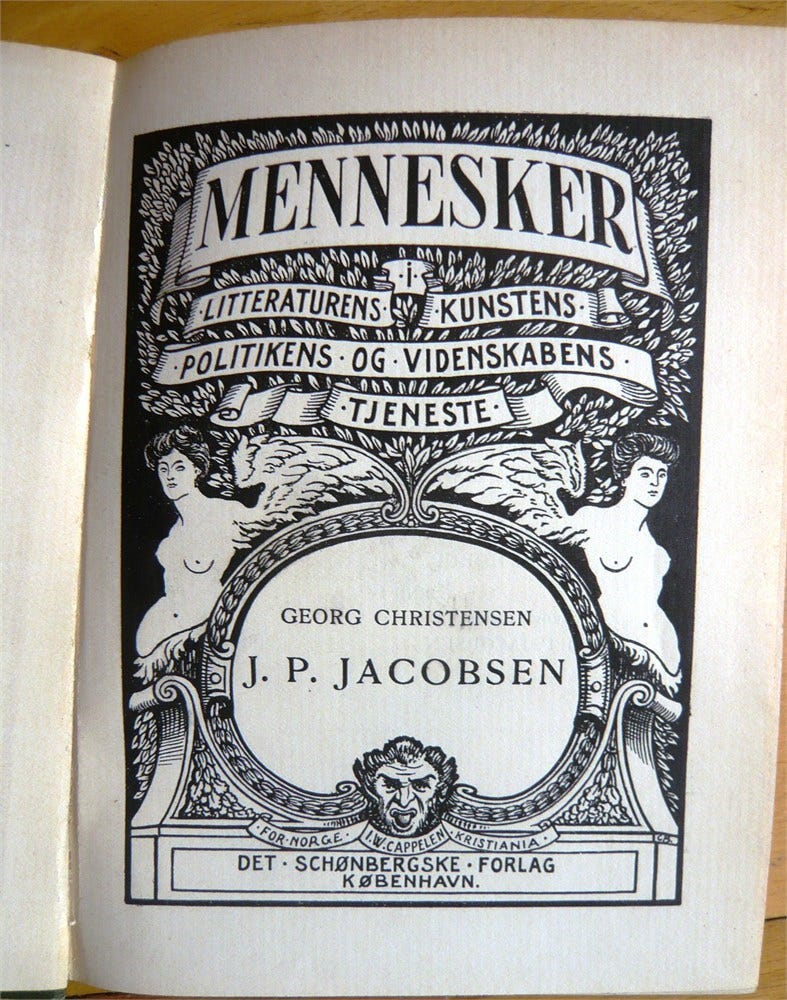 MENNESKER
· i ·
· LITTERATURENS · KUNSTENS ·
· POLITIKENS · OG · VIDENSKABENS ·
· TJENESTE ·
GEORG CHRISTENSEN
J. P. JACOBSEN
· FOR · NORGE · I.W. CAPPELEN · KRISTIANIA ·
DET · SCHØNBERGSKE · FORLAG
KØBENHAVN.